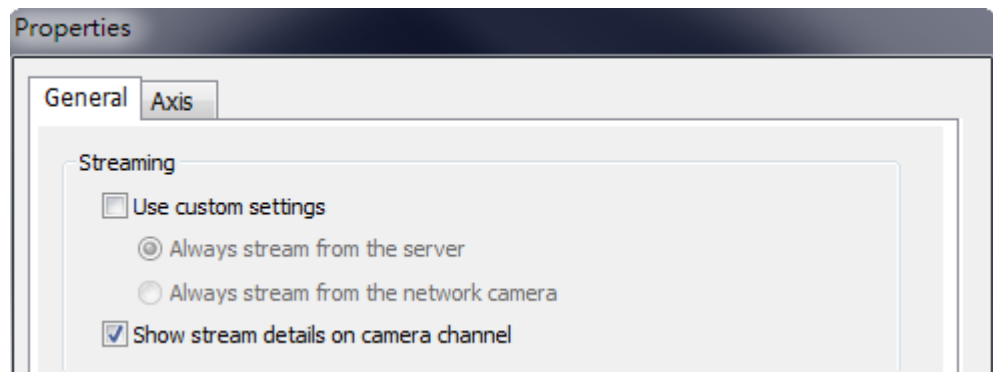 Properties
General Axis
Streaming
Use custom settings
Always stream from the server
Always stream from the network camera
Show stream details on camera channel